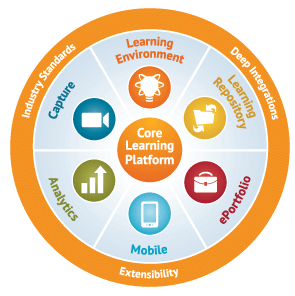 Industry Standards
Deep Integrations
Learning
Environment
Capture
Learning
Repository
Core
Learning
Platform
Analytics
ePortfolio
Mobile
Extensibility